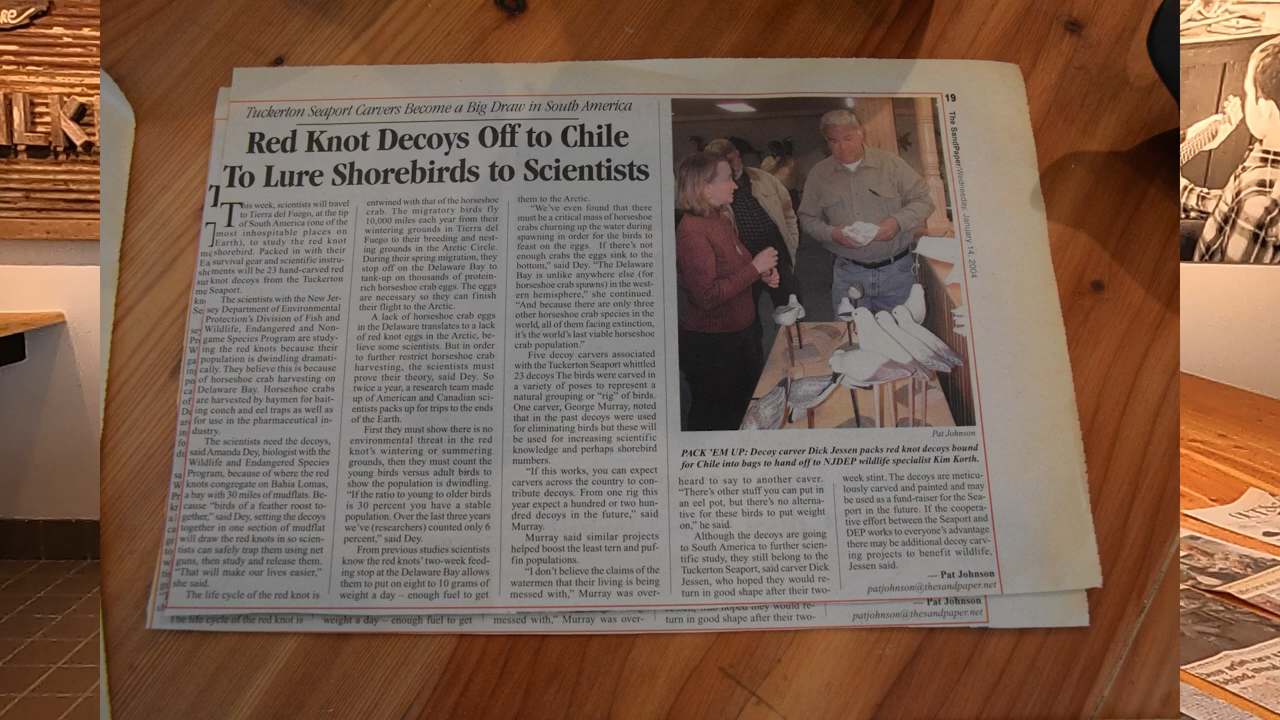 Tuckerton Seaport Carvers Become a Big Draw in South America
Red Knot Decoys Off to Chile
To Lure Shorebirds to Scientists
This week, scientists will travel
to Tierra del Fuego, at the tip
of South America (one of the
most inhospitable places on
Earth), to study the red knot
shorebird. Packed in with their
survival gear and scientific instru-
ments will be 23 hand-carved red
knot decoys from the Tuckerton
Seaport.
The scientists with the New Jer-
sey Department of Environmental
Protection's Division of Fish and
Wildlife, Endangered and Non-
game Species Program are study-
ing the red knots because their
population is dwindling dramati-
cally. They believe this is because
of horseshoe crab harvesting on
Delaware Bay. Horseshoe crabs
are harvested by baymen for bait-
ing conch and eel traps as well as
for use in the pharmaceutical in-
dustry.
The scientists need the decoys,
said Amanda Dey, biologist with the
Wildlife and Endangered Species
Program, because of where the red
knots congregate on Bahia Lomas,
a bay with 30 miles of mudflats. Be-
cause "birds of a feather roost to-
gether," said Dey, setting the decoys
together in one section of mudflat
will draw the red knots in so scien-
tists can safely trap them using net
guns, then study and release them.
"That will make our lives easier,"
she said.
The life cycle of the red knot is
entwined with that of the horseshoe
crab. The migratory birds fly
10,000 miles each year from their
wintering grounds in Tierra del
Fuego to their breeding and nest-
ing grounds in the Arctic Circle.
During their spring migration, they
stop off on the Delaware Bay to
tank-up on thousands of protein-
rich horseshoe crab eggs. The eggs
are necessary so they can finish
their flight to the Arctic.
A lack of horseshoe crab eggs
in the Delaware translates to a lack
of red knot eggs in the Arctic, be-
lieve some scientists. But in order
to further restrict horseshoe crab
harvesting, the scientists must
prove their theory, said Dey. So
twice a year, a research team made
up of American and Canadian sci-
entists packs up for trips to the ends
of the Earth.
First they must show there is no
environmental threat in the red
knot's wintering or summering
grounds, then they must count the
young birds versus adult birds to
show the population is dwindling.
"If the ratio to young to older birds
is 30 percent you have a stable
population. Over the last three years
we've (researchers) counted only 6
percent," said Dey.
From previous studies scientists
know the red knots' two-week feed-
ing stop at the Delaware Bay allows
them to put on eight to 10 grams of
weight a day – enough fuel to get
them to the Arctic.
"We've even found that there
must be a critical mass of horseshoe
crabs churning up the water during
spawning in order for the birds to
feast on the eggs. If there's not
enough crabs the eggs sink to the
bottom," said Dey. "The Delaware
Bay is unlike anywhere else (for
horseshoe crab spawns) in the west-
ern hemisphere," she continued.
"And because there are only three
other horseshoe crab species in the
world, all of them facing extinction,
it's the world's last viable horseshoe
crab population."
Five decoy carvers associated
with the Tuckerton Seaport whittled
23 decoys The birds were carved in
a variety of poses to represent a
natural grouping or "rig" of birds.
One carver, George Murray, noted
that in the past decoys were used
for eliminating birds but these will
be used for increasing scientific
knowledge and perhaps shorebird
numbers.
"If this works, you can expect
carvers across the country to con-
tribute decoys. From one rig this
year expect a hundred or two hun-
dred decoys in the future," said
Murray.
Murray said similar projects
helped boost the least tern and puf-
fin populations.
"I don't believe the claims of the
watermen that their living is being
messed with," Murray was over-
Pat Johnson
PACK 'EM UP: Decoy carver Dick Jessen packs red knot decoys bound
for Chile into bags to hand off to NJDEP wildlife specialist Kim Korth.
heard to say to another caver.
"There's other stuff you can put in
an eel pot, but there's no alterna-
tive for these birds to put weight
on," he said.
Although the decoys are going
to South America to further scien-
tific study, they still belong to the
Tuckerton Seaport, said carver Dick
Jessen, who hoped they would re-
turn in good shape after their two-
week stint. The decoys are meticu-
lously carved and painted and may
be used as a fund-raiser for the Sea-
port in the future. If the coopera-
tive effort between the Seaport and
DEP works to everyone's advantage
there may be additional decoy carv-
ing projects to benefit wildlife,
Jessen said.
— Pat Johnson
patjohnson@thesandpaper.net
19
The SandPaper/Wednesday, January 14, 2004
The life cycle of the red knot is
weight a day – enough fuel to get
messed with," Murray was over-
turn in good shape after their two-
— Pat Johnson
patjohnson@thesandpaper.net